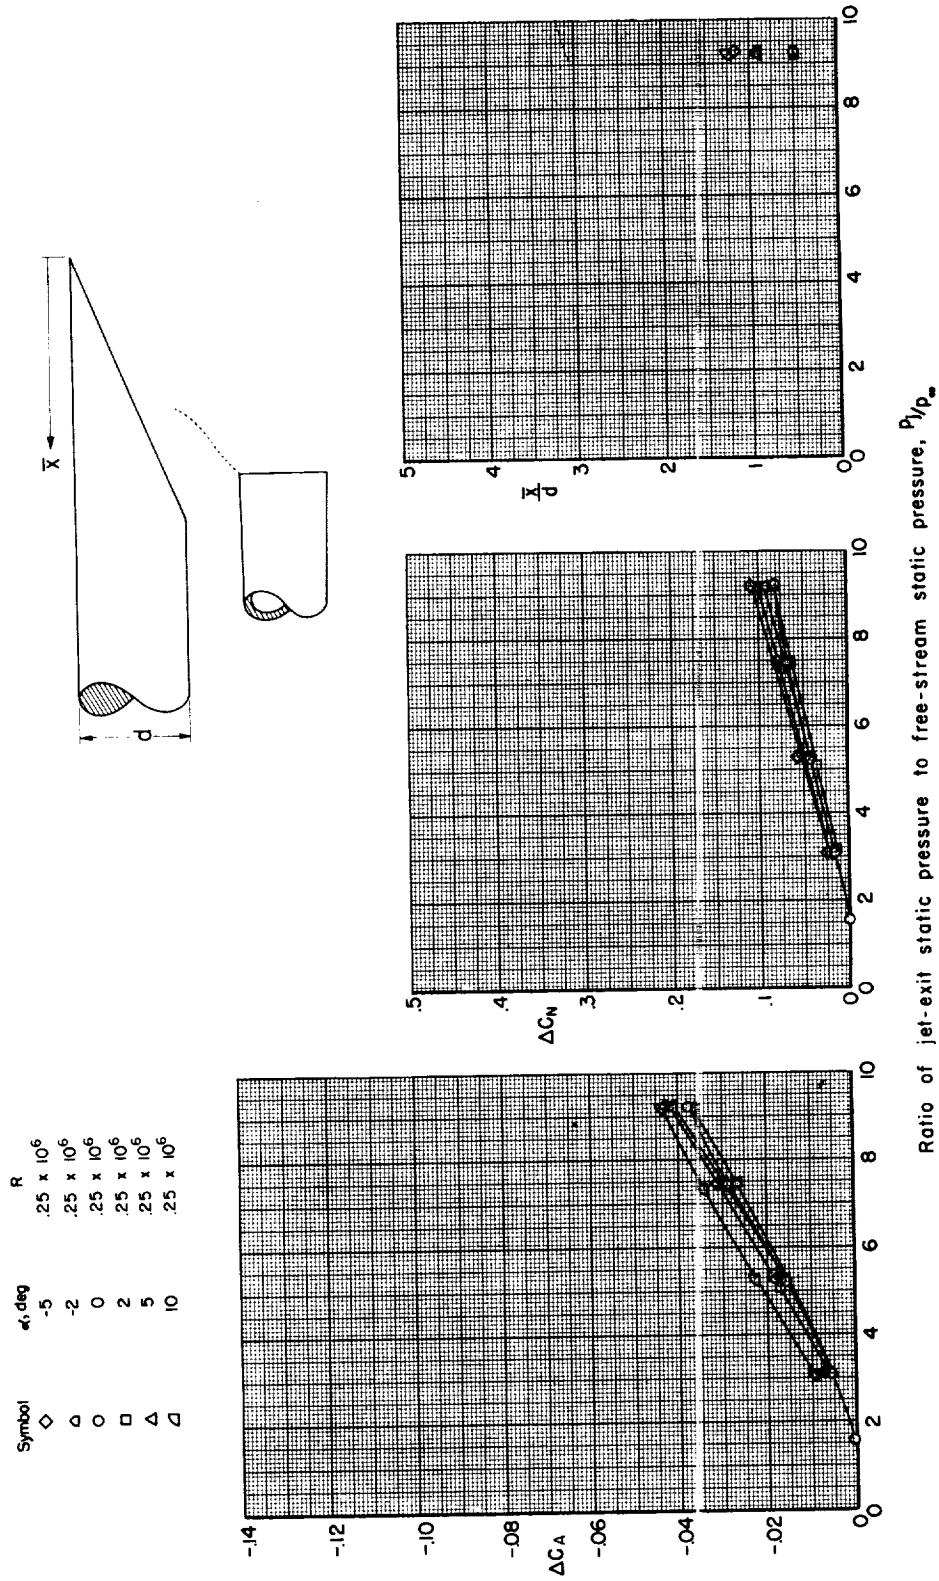 Symbol α, deg R
◇ -5 .25 x 10⁶
-2 .25 x 10⁶
○ 0 .25 x 10⁶
□ 2 .25 x 10⁶
△ 5 .25 x 10⁶
10 .25 x 10⁶
x̄
d
-.14
-.12
-.10
-.08
-.06
-.04
-.02
0
ΔC_A
0 2 4 6 8 10
.5
.4
.3
.2
.1
0
ΔC_N
0 2 4 6 8 10
5
4
3
2
1
0
x̄/d
0 2 4 6 8 10
Ratio of jet-exit static pressure to free-stream static pressure, pj/p∞